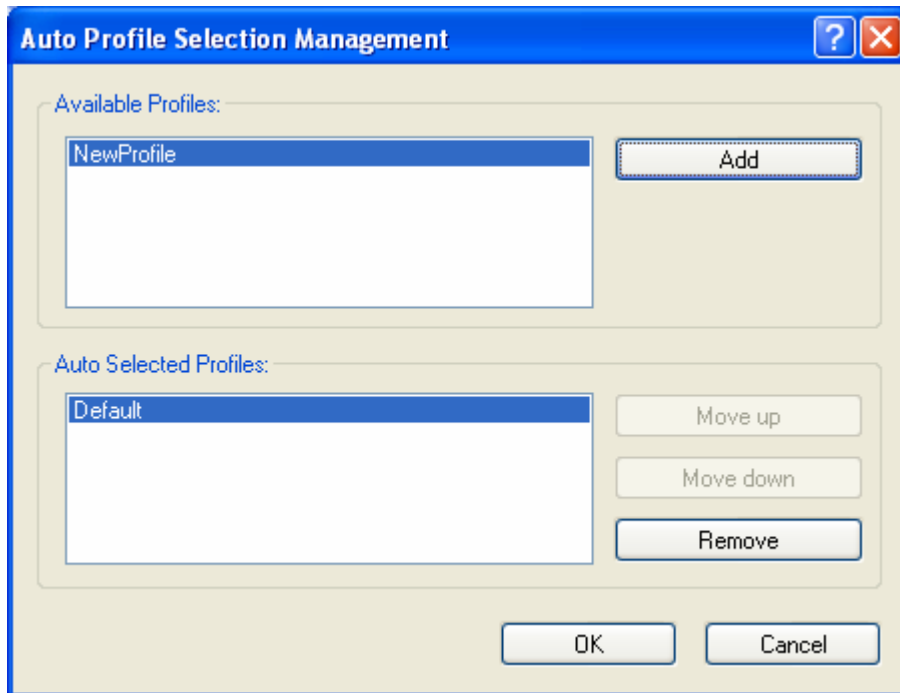 Auto Profile Selection Management
?
Available Profiles:
NewProfile
Add
Auto Selected Profiles:
Default
Move up
Move down
Remove
OK
Cancel